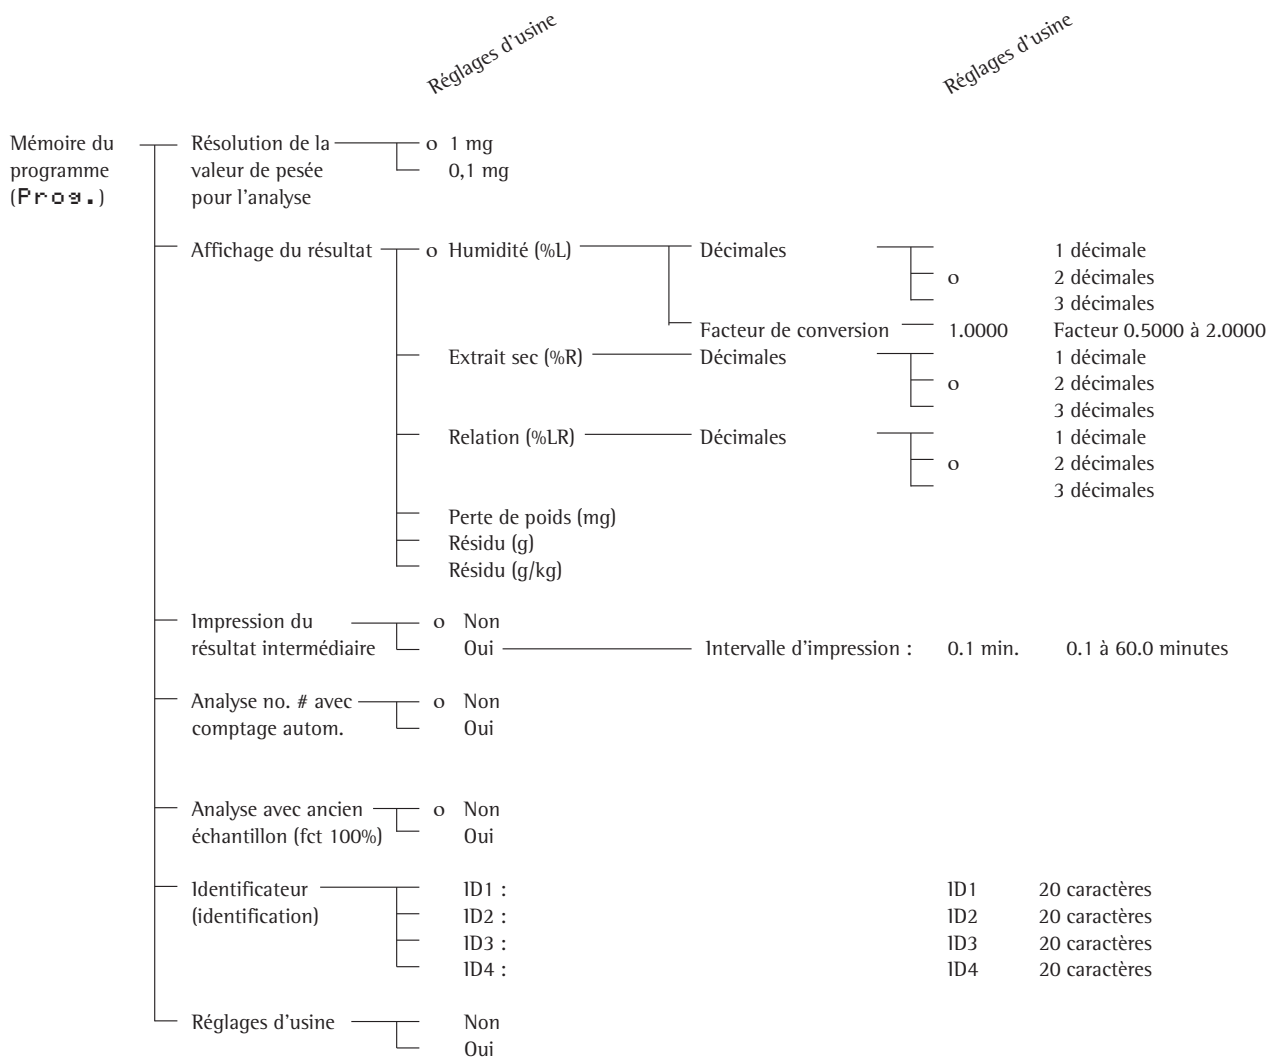 Réglages d'usine Réglages d'usine
Mémoire du Résolution de la o 1 mg
programme valeur de pesée 0,1 mg
(Prog.) pour l'analyse
Affichage du résultat o Humidité (%L) Décimales 1 décimale
o 2 décimales
3 décimales
Facteur de conversion 1.0000 Facteur 0.5000 à 2.0000
Extrait sec (%R) Décimales 1 décimale
o 2 décimales
3 décimales
Relation (%LR) Décimales 1 décimale
o 2 décimales
3 décimales
Perte de poids (mg)
Résidu (g)
Résidu (g/kg)
Impression du o Non
résultat intermédiaire Oui Intervalle d'impression : 0.1 min. 0.1 à 60.0 minutes
Analyse no. # avec o Non
comptage autom. Oui
Analyse avec ancien o Non
échantillon (fct 100%) Oui
Identificateur ID1 : ID1 20 caractères
(identification) ID2 : ID2 20 caractères
ID3 : ID3 20 caractères
ID4 : ID4 20 caractères
Réglages d'usine Non
Oui